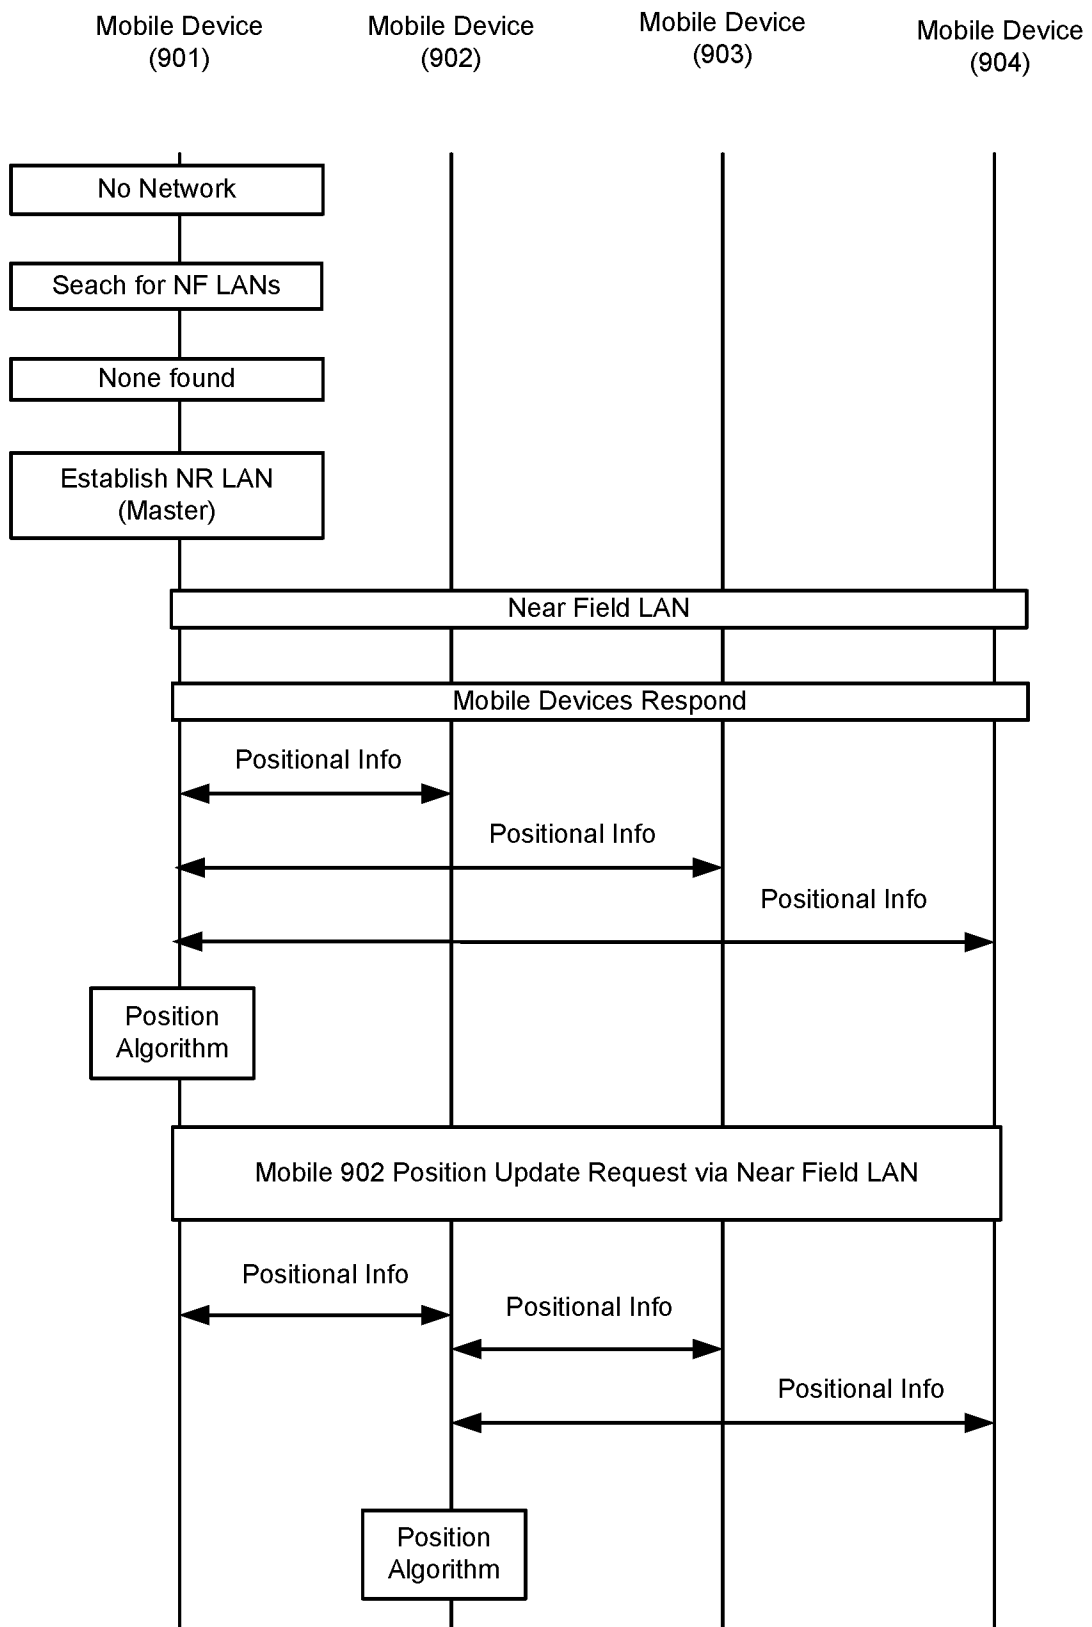 Mobile Device
(901)
Mobile Device
(902)
Mobile Device
(903)
Mobile Device
(904)
No Network
Seach for NF LANs
None found
Establish NR LAN
(Master)
Near Field LAN
Mobile Devices Respond
Positional Info
Positional Info
Positional Info
Position
Algorithm
Mobile 902 Position Update Request via Near Field LAN
Positional Info
Positional Info
Positional Info
Position
Algorithm